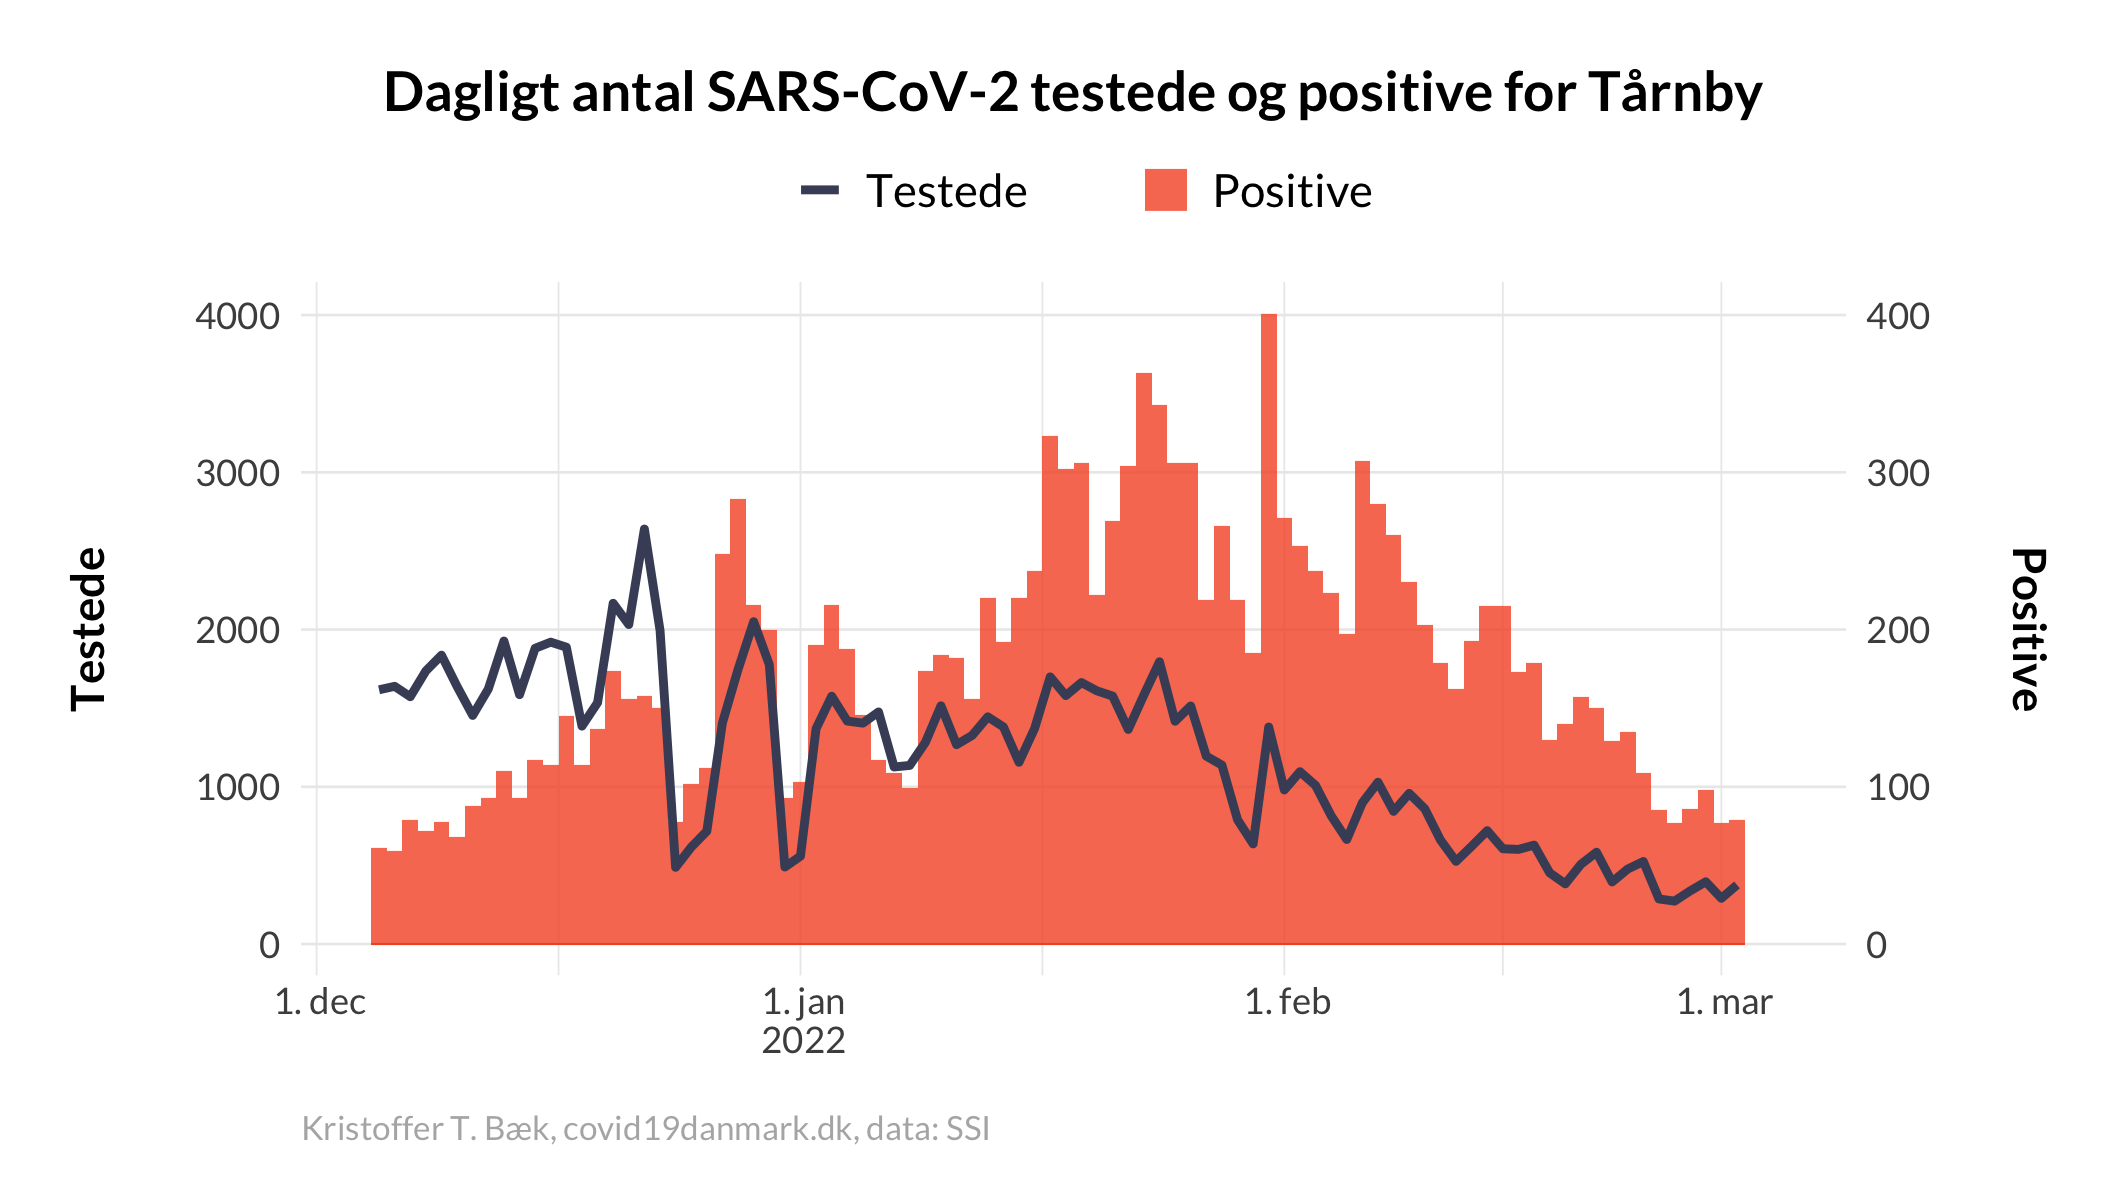 Dagligt antal SARS-CoV-2 testede og positive for Tårnby
Testede
Positive
4000
3000
2000
1000
0
Testede
400
300
200
100
0
Positive
1. dec
1. jan
2022
1. feb
1. mar
Kristoffer T. Bæk, covid19danmark.dk, data: SSI